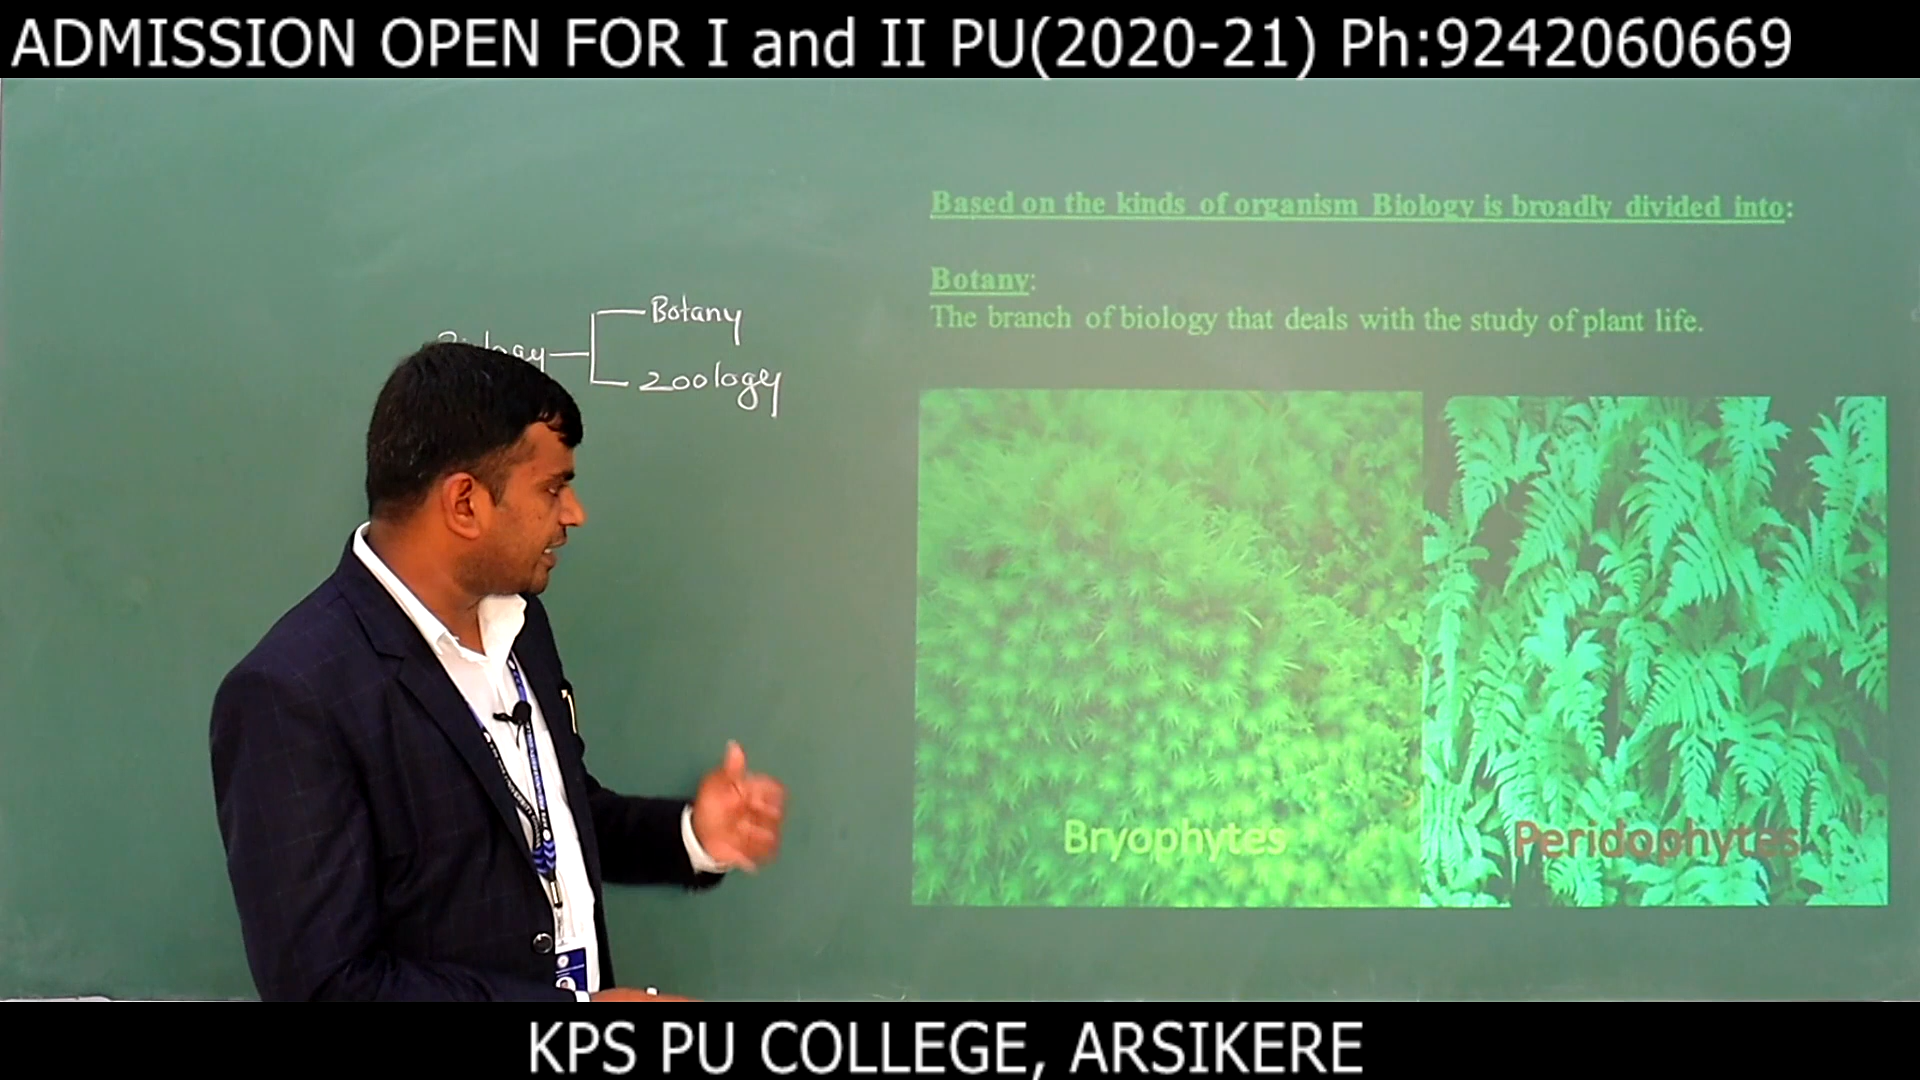 ADMISSION OPEN FOR I and II PU(2020-21) Ph:9242060669
Based on the kinds of organism Biology is broadly divided into:
Botany:
The branch of biology that deals with the study of plant life.
Botany
Biology
Zoology
Bryophytes
Peridophytes
KPS PU COLLEGE, ARSIKERE